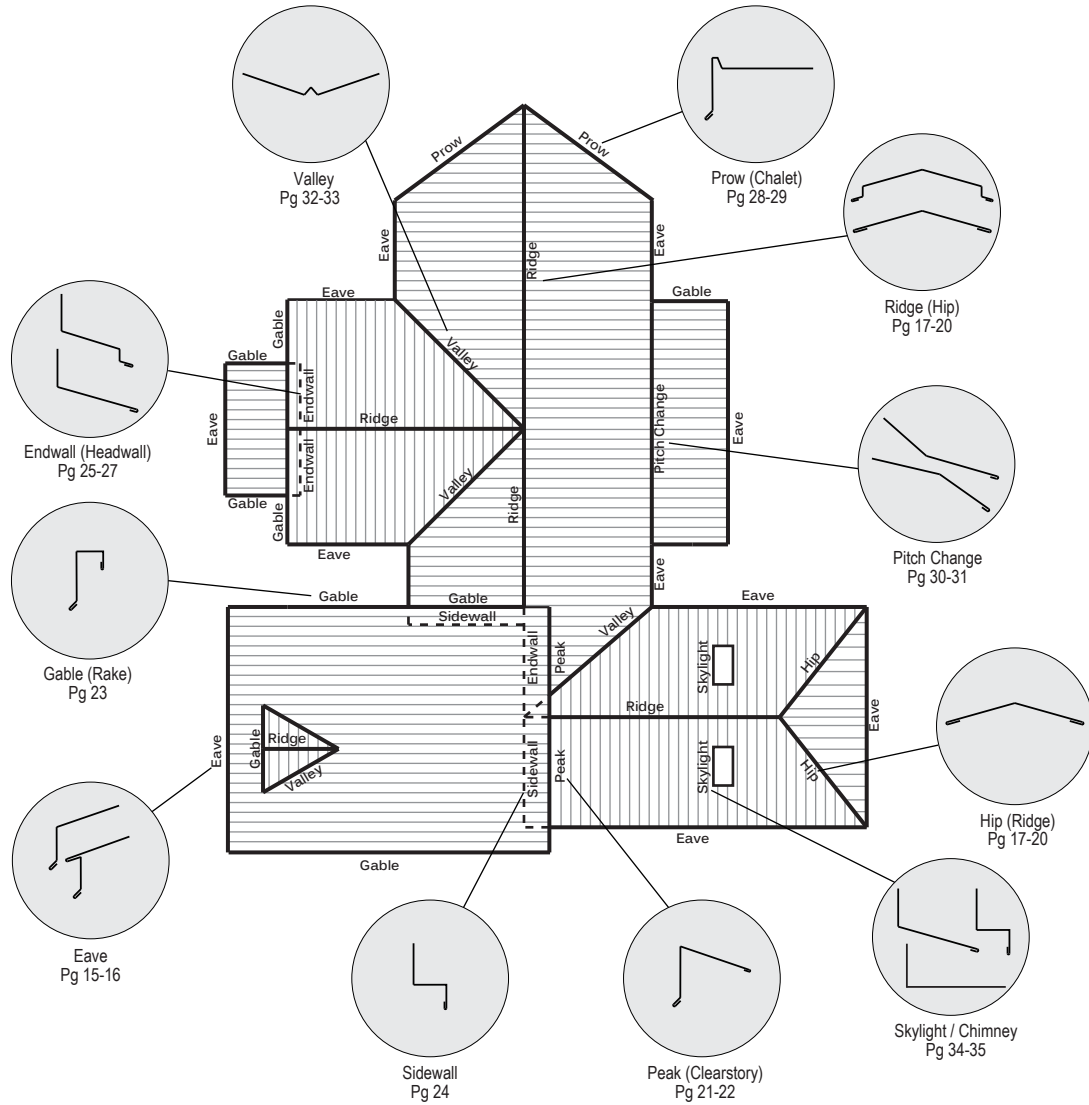 Valley
Pg 32-33
Prow (Chalet)
Pg 28-29
Prow
Prow
Ridge (Hip)
Pg 17-20
Eave
Ridge
Eave
Eave
Gable
Gable
Gable
Valley
Endwall
Endwall
Ridge
Eave
Pitch Change
Eave
Endwall (Headwall)
Pg 25-27
Valley
Ridge
Gable
Gable
Eave
Pitch Change
Pg 30-31
Eave
Gable
Gable
Sidewall
Valley
Eave
Gable (Rake)
Pg 23
Endwall
Peak
Skylight
Hip
Ridge
Eave
Eave
Gable
Ridge
Valley
Sidewall
Peak
Skylight
Hip
Eave
Gable
Hip (Ridge)
Pg 17-20
Eave
Pg 15-16
Sidewall
Pg 24
Peak (Clearstory)
Pg 21-22
Skylight / Chimney
Pg 34-35